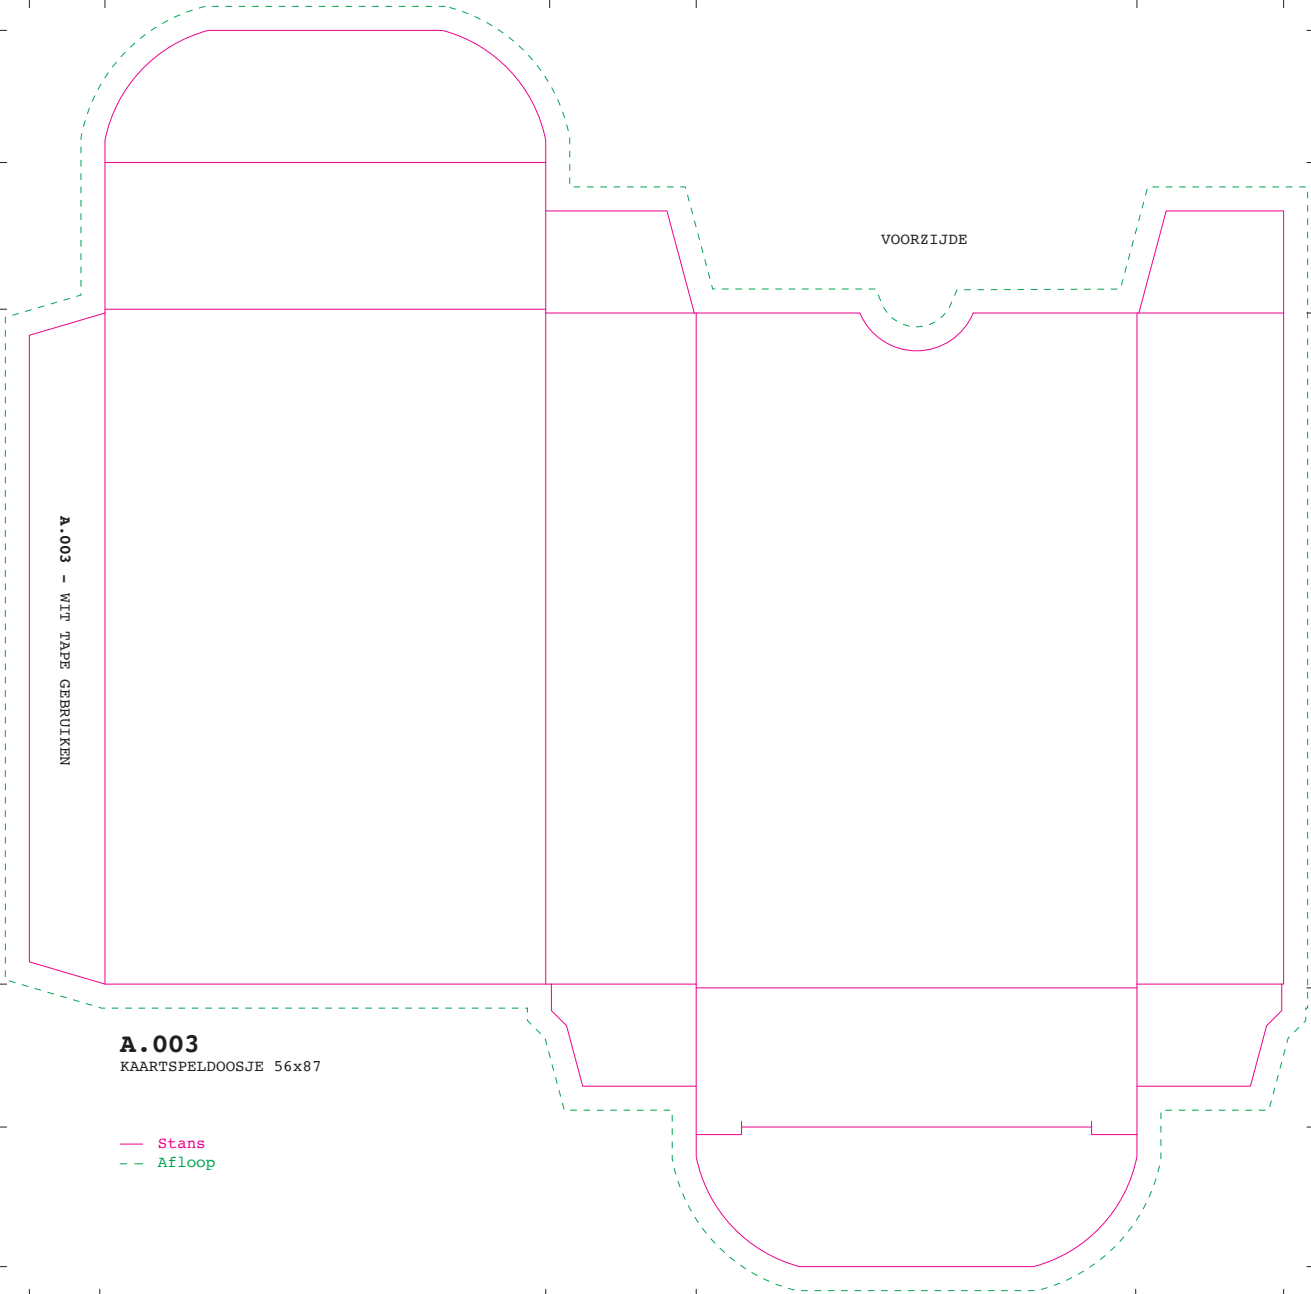 VOORZIJDE
A.003 - WIT TAPE GEBRUIKEN
A.003
KAARTSPELDOOSJE 56x87
Stans
Afloop